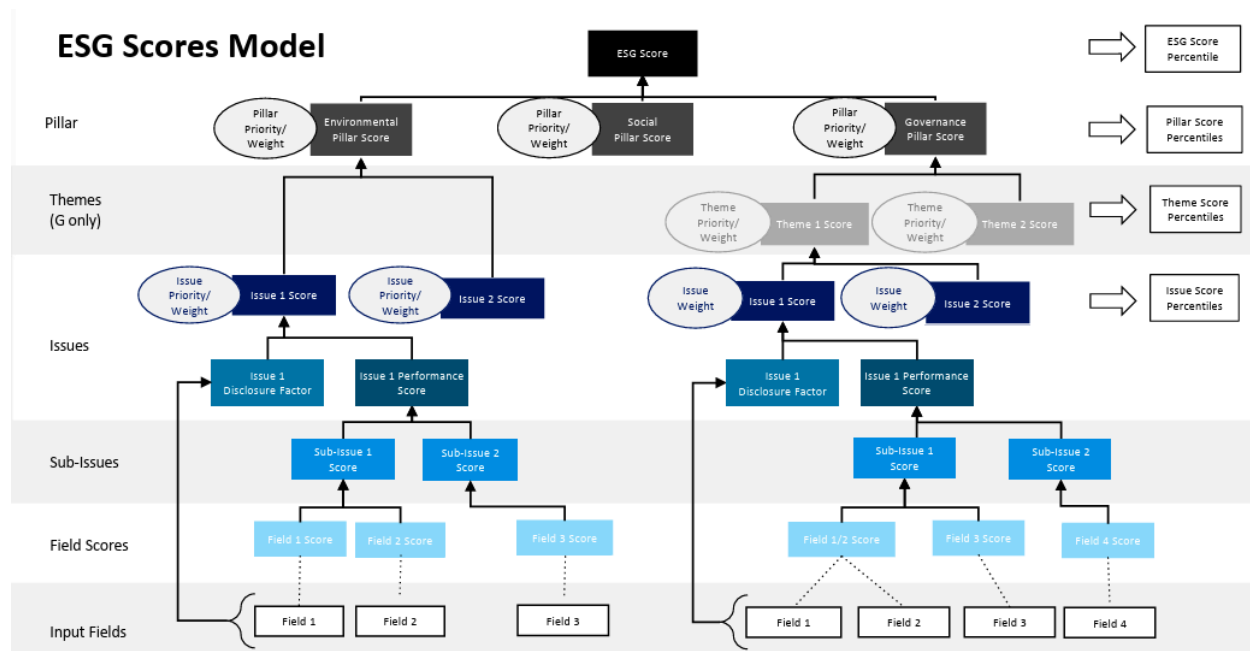 ESG Scores Model
ESG Score
ESG Score
Percentile
Pillar
Pillar
Priority/
Weight
Environmental
Pillar Score
Pillar
Priority/
Weight
Social
Pillar Score
Pillar
Priority/
Weight
Governance
Pillar Score
Pillar Score
Percentiles
Themes
(G only)
Theme
Priority/
Weight
Theme 1 Score
Theme
Priority/
Weight
Theme 2 Score
Theme Score
Percentiles
Issues
Issue
Priority/
Weight
Issue 1 Score
Issue
Priority/
Weight
Issue 2 Score
Issue
Weight
Issue 1 Score
Issue
Weight
Issue 2 Score
Issue Score
Percentiles
Issue 1
Disclosure Factor
Issue 1 Performance
Score
Issue 1
Disclosure Factor
Issue 1 Performance
Score
Sub-Issues
Sub-Issue 1
Score
Sub-Issue 2
Score
Sub-Issue 1
Score
Sub-Issue 2
Score
Field Scores
Field 1 Score
Field 2 Score
Field 3 Score
Field 1/2 Score
Field 3 Score
Field 4 Score
Input Fields
Field 1
Field 2
Field 3
Field 1
Field 2
Field 3
Field 4